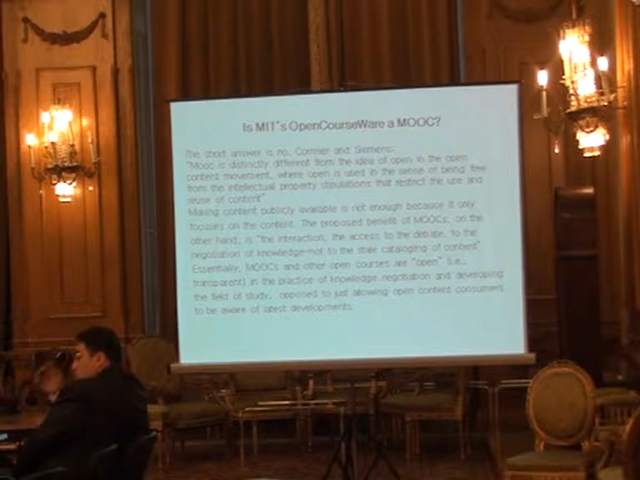 Is MIT's OpenCourseWare a MOOC?
The short answer is no. Cormier and Siemens:
"Mooc is distinctly different from the idea of open in the open
content movement, where open is used in the sense of being free
from the intellectual property stipulations that restrict the use and
reuse of content"
Making content publicly available is not enough because it only
focuses on the content. The proposed benefit of MOOCs, on the
other hand, is "the interaction, the access to the debate, to the
negotiation of knowledge-not to the stale cataloging of content"
Essentially, MOOCs and other open courses are "open" (i.e.,
transparent) in the practice of knowledge negotiation and developing
the field of study, opposed to just allowing open content consumers
to be aware of latest developments.